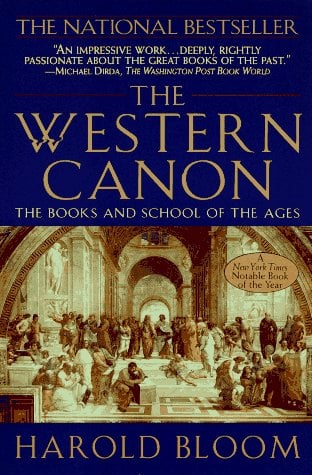 THE NATIONAL BESTSELLER
"AN IMPRESSIVE WORK...DEEPLY, RIGHTLY
PASSIONATE ABOUT THE GREAT BOOKS OF THE PAST."
—MICHAEL DIRDA, THE WASHINGTON POST BOOK WORLD
THE
WESTERN
CANON
THE BOOKS AND SCHOOL OF THE AGES
A
New York Times
Notable Book
of the Year
HAROLD BLOOM